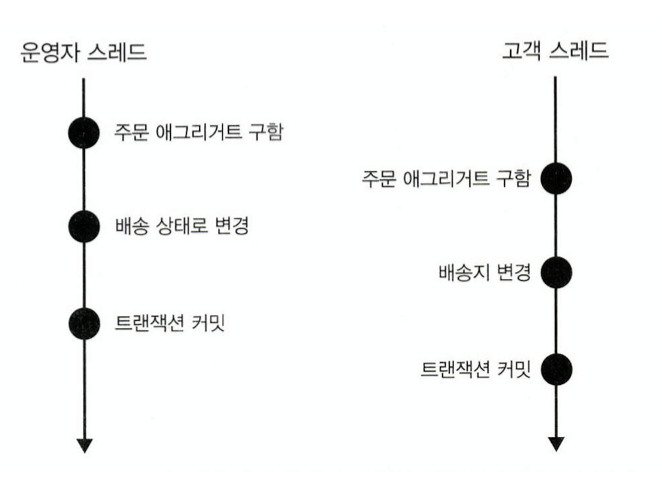 운영자 스레드
고객 스레드
주문 애그리거트 구함
주문 애그리거트 구함
배송 상태로 변경
배송지 변경
트랜잭션 커밋
트랜잭션 커밋